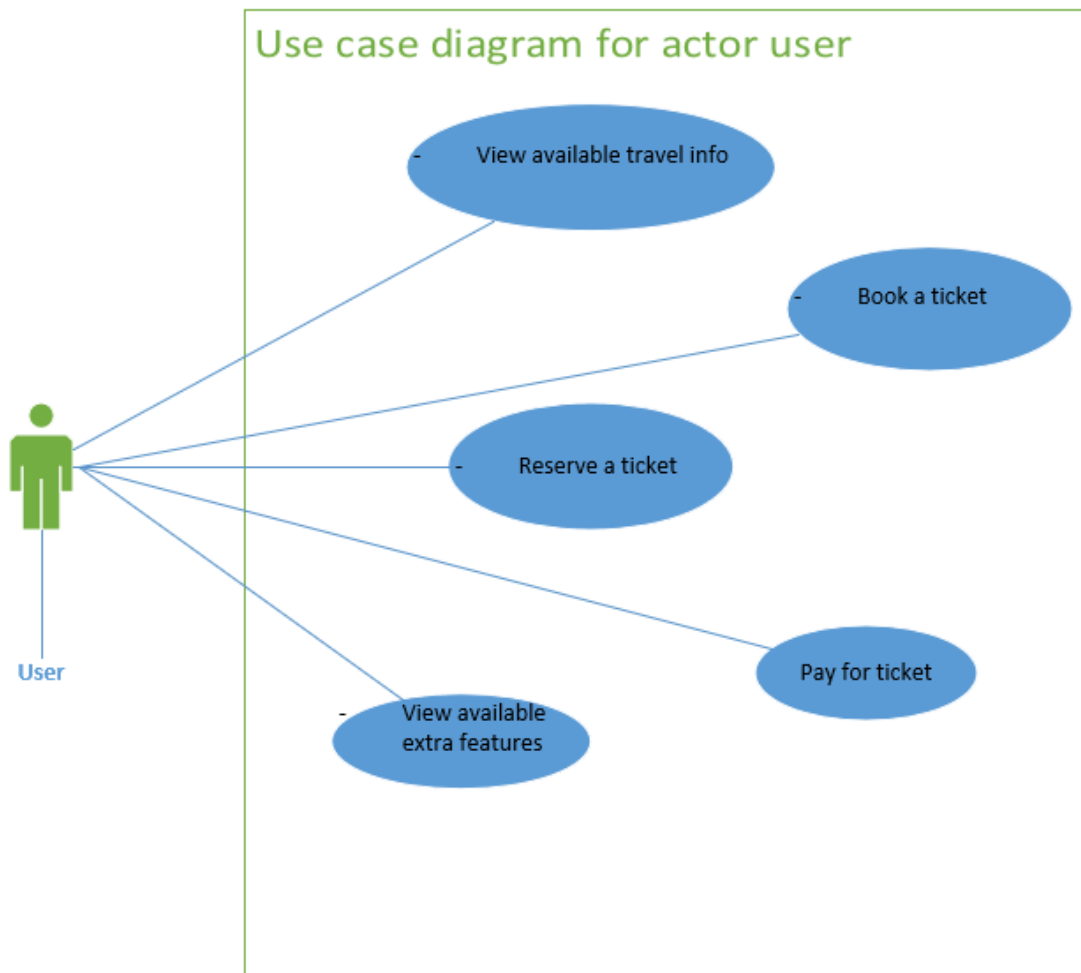 Use case diagram for actor user
- View available travel info
- Book a ticket
- Reserve a ticket
Pay for ticket
User
- View available
extra features